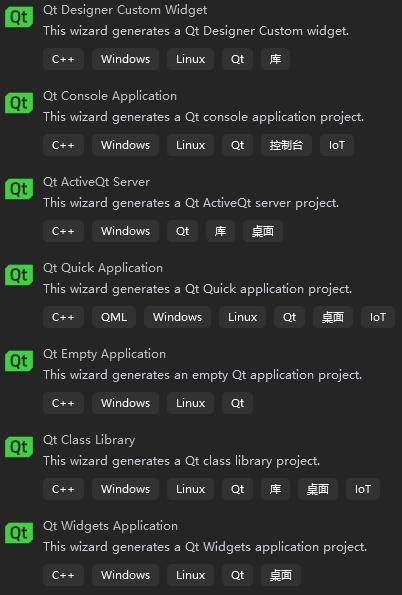 Qt Qt Designer Custom Widget
This wizard generates a Qt Designer Custom widget.
C++ Windows Linux Qt 库
Qt Qt Console Application
This wizard generates a Qt console application project.
C++ Windows Linux Qt 控制台 IoT
Qt Qt ActiveQt Server
This wizard generates a Qt ActiveQt server project.
C++ Windows Qt 库 桌面
Qt Qt Quick Application
This wizard generates a Qt Quick application project.
C++ QML Windows Linux Qt 桌面 IoT
Qt Qt Empty Application
This wizard generates an empty Qt application project.
C++ Windows Linux Qt
Qt Qt Class Library
This wizard generates a Qt class library project.
C++ Windows Linux Qt 库 桌面 IoT
Qt Qt Widgets Application
This wizard generates a Qt Widgets application project.
C++ Windows Linux Qt 桌面